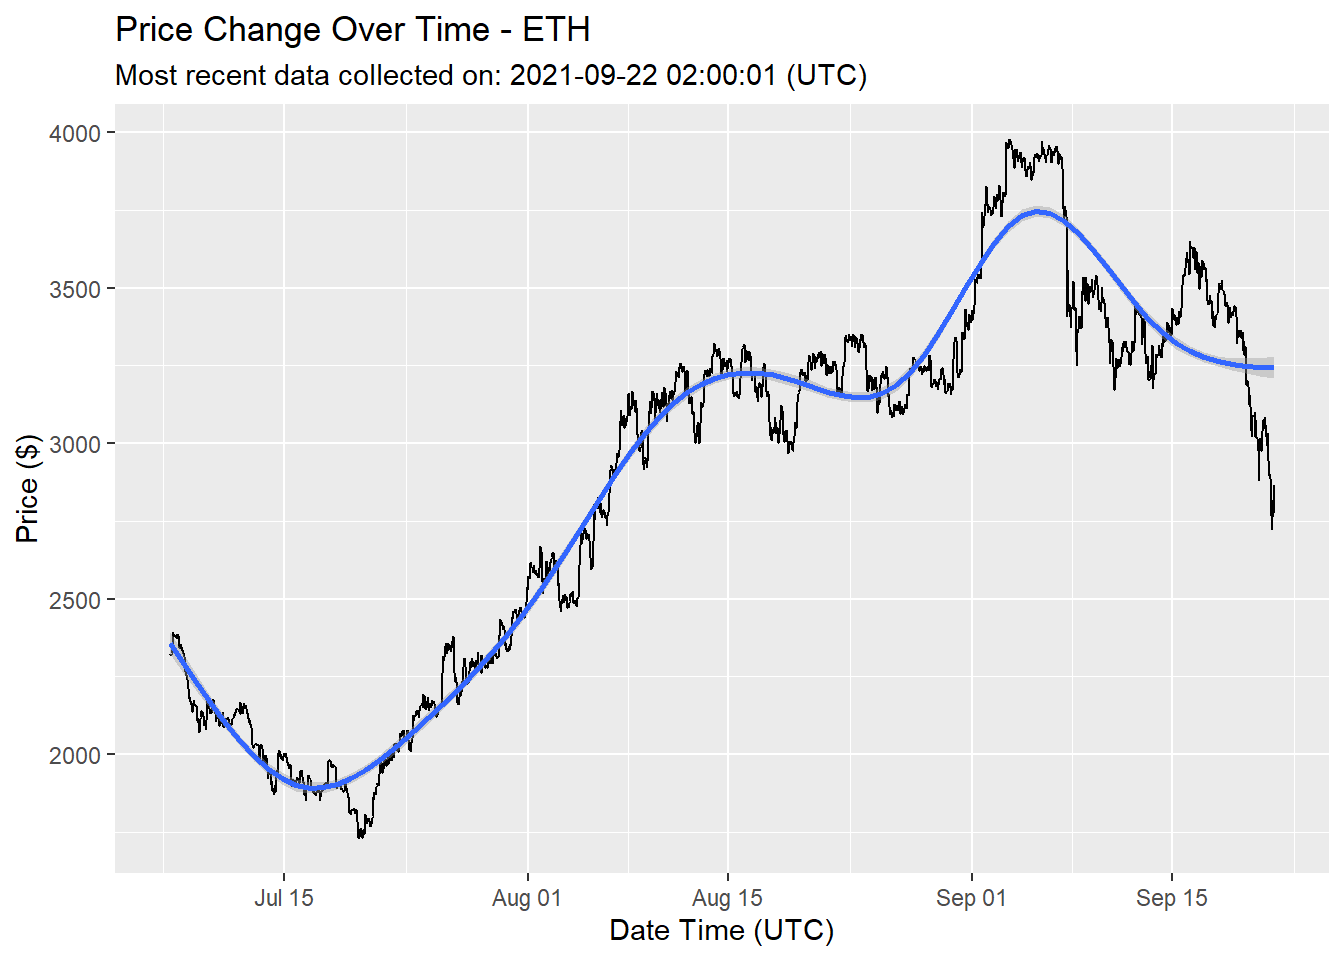 Price Change Over Time - ETH
Most recent data collected on: 2021-09-22 02:00:01 (UTC)
4000
3500
3000
2500
2000
Price ($)
Jul 15
Aug 01
Aug 15
Sep 01
Sep 15
Date Time (UTC)